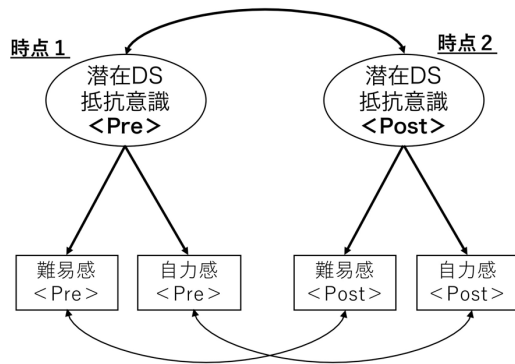 時点１
時点２
潜在DS
抵抗意識
＜Pre＞
潜在DS
抵抗意識
＜Post＞
難易感
＜Pre＞
自力感
＜Pre＞
難易感
＜Post＞
自力感
＜Post＞